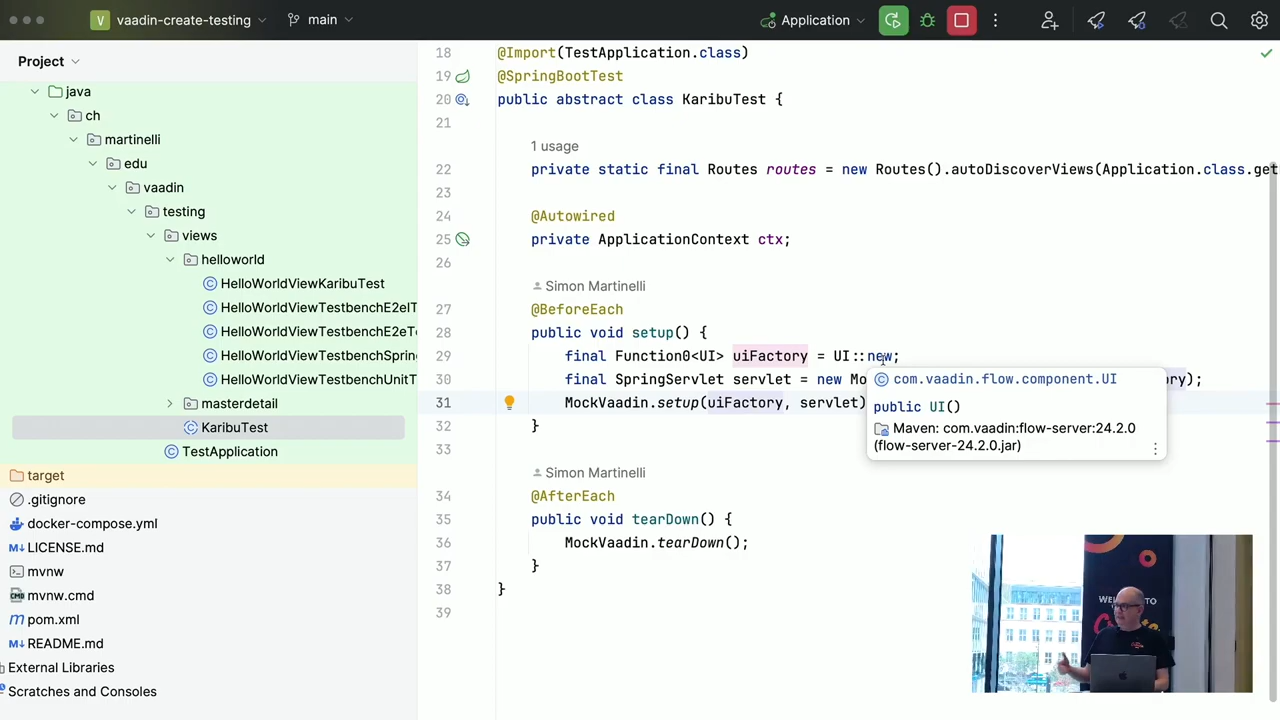 V vaadin-create-testing
main
Application
Project
java
ch
martinelli
edu
vaadin
testing
views
helloworld
HelloWorldViewKaribuTest
HelloWorldViewTestbenchE2eIT
HelloWorldViewTestbenchE2eTe
HelloWorldViewTestbenchSpring
HelloWorldViewTestbenchUnitT
masterdetail
KaribuTest
TestApplication
target
.gitignore
docker-compose.yml
M↓ LICENSE.md
mvnw
CMD mvnw.cmd
m pom.xml
M↓ README.md
External Libraries
Scratches and Consoles
18 @Import(TestApplication.class)
19 @SpringBootTest
20 public abstract class KaribuTest {
21
1 usage
22 private static final Routes routes = new Routes().autoDiscoverViews(Application.class.get
23
24 @Autowired
25 private ApplicationContext ctx;
26
Simon Martinelli
27 @BeforeEach
28 public void setup() {
29 final Function0<UI> uiFactory = UI::new;
30 final SpringServlet servlet = new Mo ry);
31 MockVaadin.setup(uiFactory, servlet)
com.vaadin.flow.component.UI
public UI()
Maven: com.vaadin:flow-server:24.2.0
(flow-server-24.2.0.jar)
}
33
Simon Martinelli
34 @AfterEach
35 public void tearDown() {
36 MockVaadin.tearDown();
37 }
38 }
39